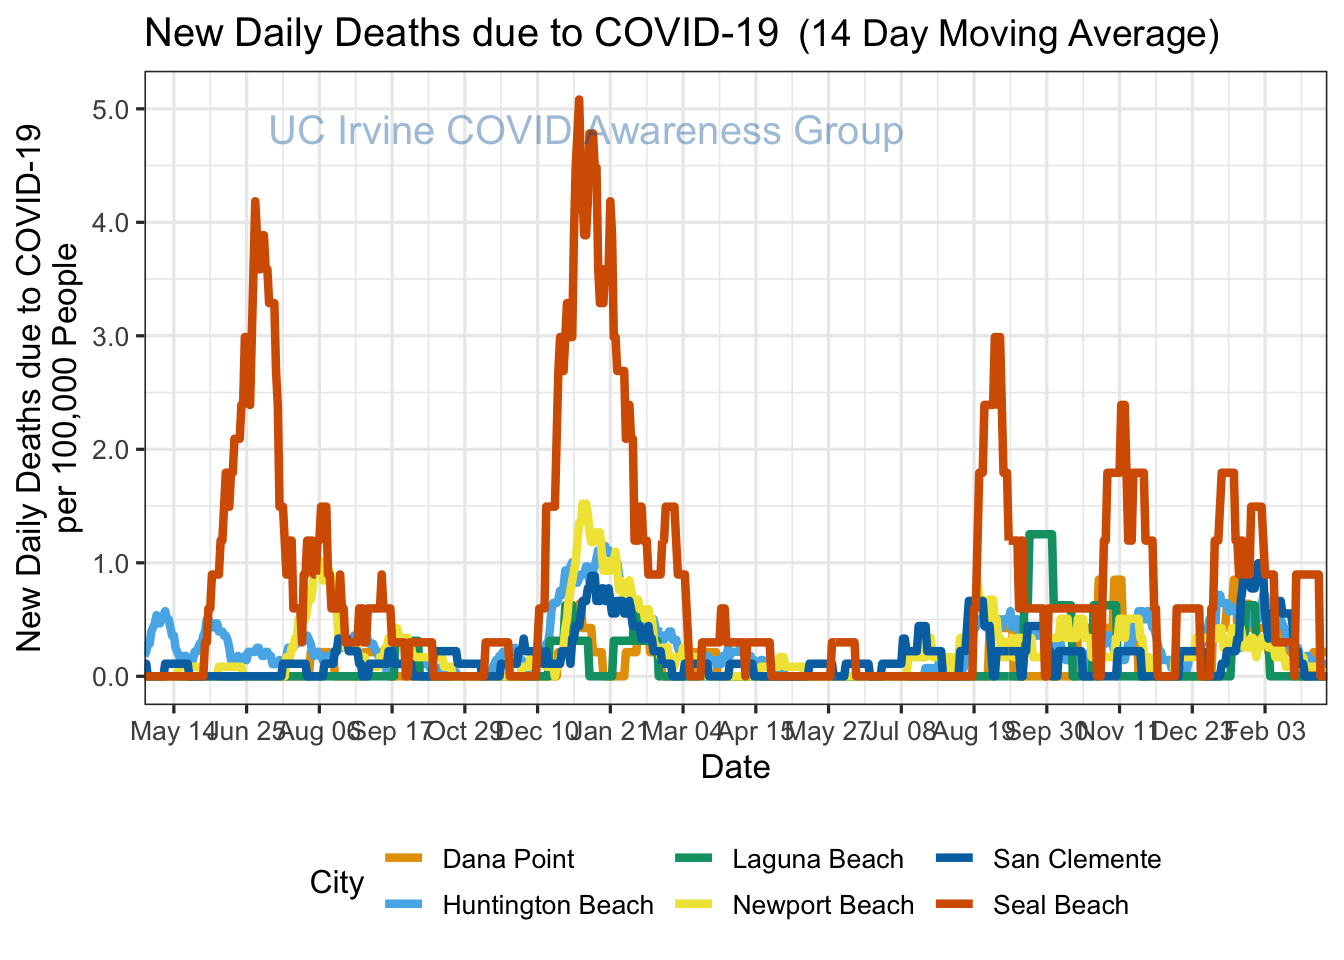 New Daily Deaths due to COVID-19 (14 Day Moving Average)
UC Irvine COVID Awareness Group
New Daily Deaths due to COVID-19
per 100,000 People
5.0
4.0
3.0
2.0
1.0
0.0
May 14 Jun 25 Aug 06 Sep 17 Oct 29 Dec 10 Jan 21 Mar 04 Apr 15 May 27 Jul 08 Aug 19 Sep 30 Nov 11 Dec 23 Feb 03
Date
City
Dana Point Laguna Beach San Clemente
Huntington Beach Newport Beach Seal Beach